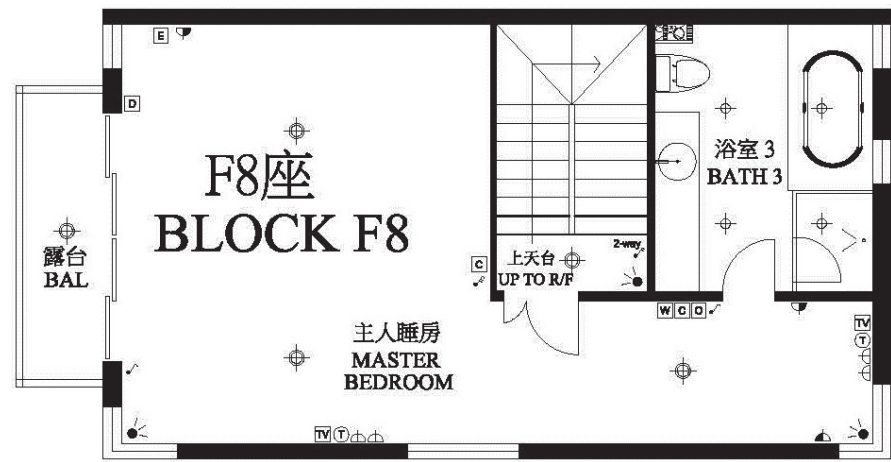 E
D
F8座
BLOCK F8
露台
BAL
主人睡房
MASTER
BEDROOM
C
上天台
UP TO R/F
2-way
浴室 3
BATH 3
W C O
TV
T
TV T